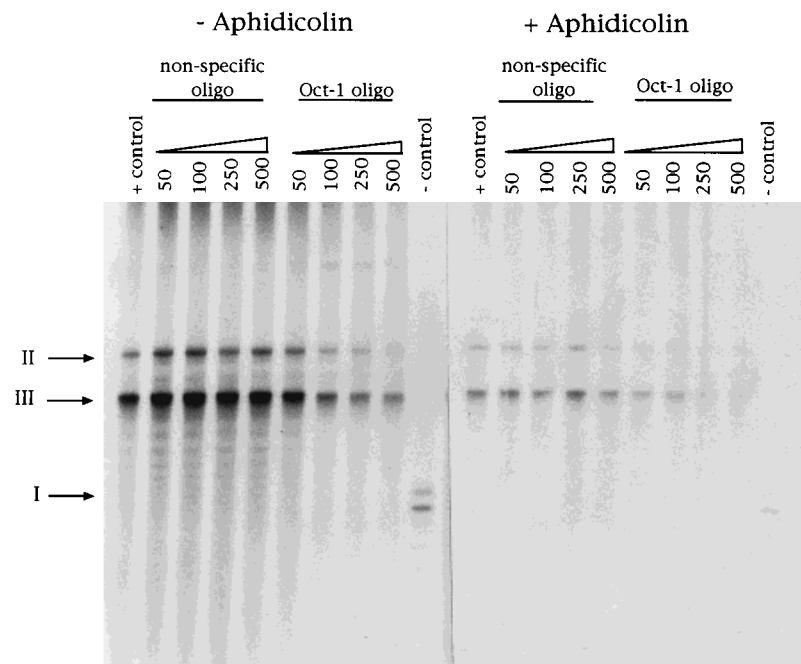 - Aphidicolin
+ Aphidicolin
non-specific
oligo
Oct-1 oligo
non-specific
oligo
Oct-1 oligo
+ control
50
100
250
500
50
100
250
500
- control
+ control
50
100
250
500
50
100
250
500
- control
II
III
I